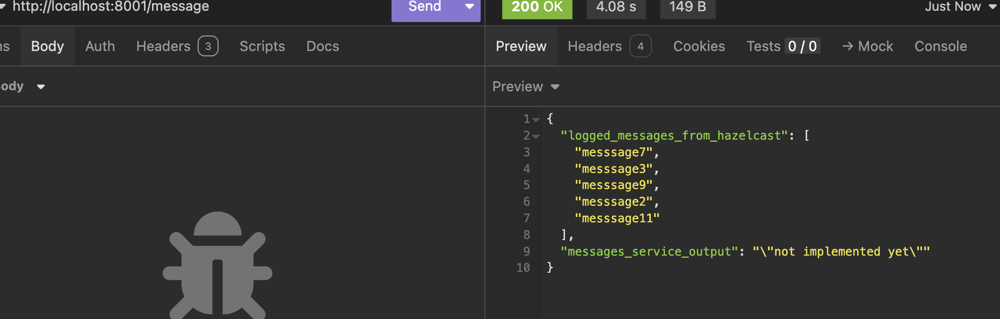 http://localhost:8001/message Send
200 OK 4.08 s 149 B Just Now
ns Body Auth Headers 3 Scripts Docs
Preview Headers 4 Cookies Tests 0 / 0 → Mock Console
ody
Preview
1 {
2 "logged_messages_from_hazelcast": [
3 "messsage7",
4 "messsage3",
5 "messsage9",
6 "messsage2",
7 "messsage11"
8 ],
9 "messages_service_output": "\"not implemented yet\""
10 }